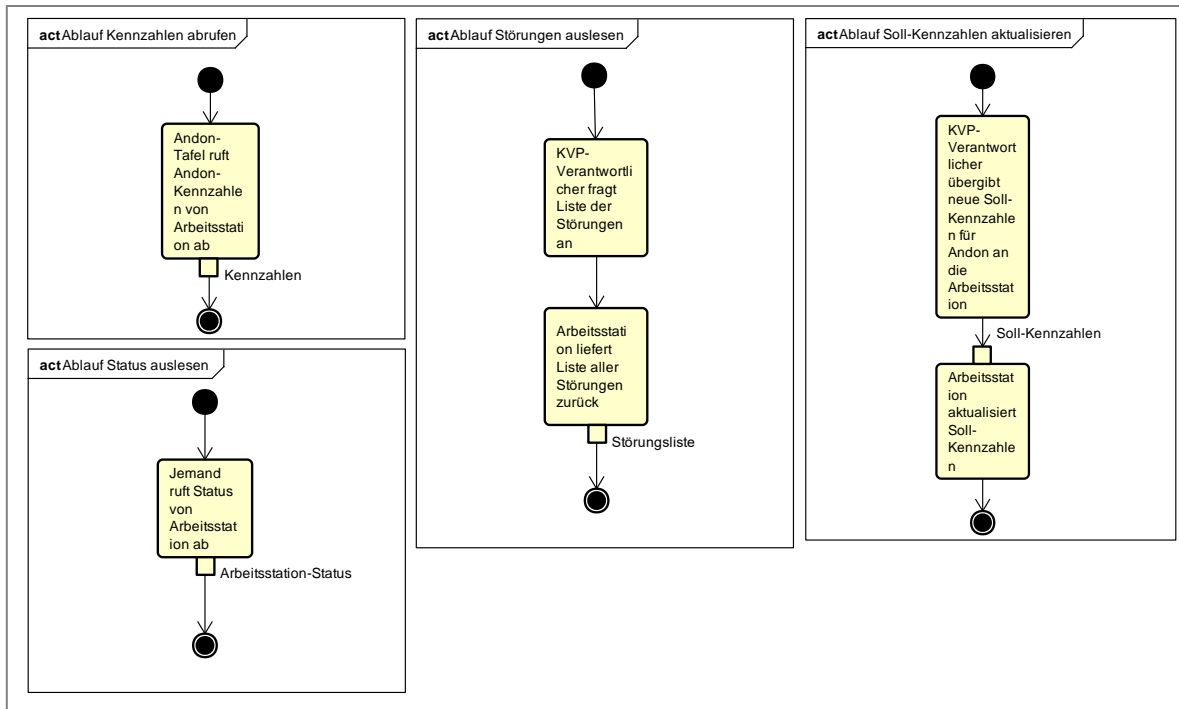 act Ablauf Kennzahlen abrufen
Andon-
Tafel ruft
Andon-
Kennzahle
n von
Arbeitsstati
on ab
Kennzahlen
act Ablauf Status auslesen
Jemand
ruft Status
von
Arbeitsstat
ion ab
Arbeitsstation-Status
act Ablauf Störungen auslesen
KVP-
Verantwortli
cher fragt
Liste der
Störungen
an
Arbeitsstati
on liefert
Liste aller
Störungen
zurück
Störungsliste
act Ablauf Soll-Kennzahlen aktualisieren
KVP-
Verantwort
licher
übergibt
neue Soll-
Kennzahle
n für
Andon an
die
Arbeitsstat
ion
Soll-Kennzahlen
Arbeitsstat
ion
aktualisiert
Soll-
Kennzahle
n